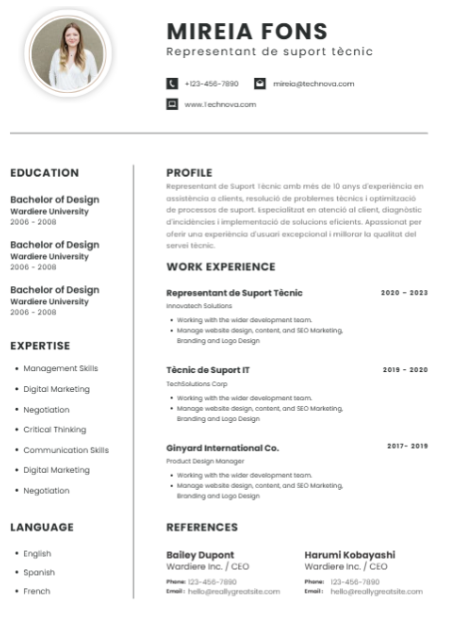 MIREIA FONS
Representant de suport tècnic
+123-456-7890
mireia@technova.com
www.technova.com
EDUCATION
Bachelor of Design
Wardiere University
2006 - 2008
Bachelor of Design
Wardiere University
2006 - 2008
Bachelor of Design
Wardiere University
2006 - 2008
EXPERTISE
Management Skills
Digital Marketing
Negotiation
Critical Thinking
Communication Skills
Digital Marketing
Negotiation
LANGUAGE
English
Spanish
French
PROFILE
Representant de Suport Tècnic amb més de 10 anys d'experiència en
assistència a clients, resolució de problemes tècnics i optimització
de processos de suport. Especialitzat en atenció al client, diagnòstic
d'incidències i implementació de solucions eficients. Apassionat per
oferir una experiència d'usuari excepcional i millorar la qualitat del
servei tècnic.
WORK EXPERIENCE
Representant de Suport Tècnic 2020 - 2023
Innovatech Solutions
Working with the wider development team.
Manage website design, content, and SEO Marketing,
Branding and Logo Design
Tècnic de Suport IT 2019 - 2020
TechSolutions Corp
Working with the wider development team.
Manage website design, content, and SEO Marketing,
Branding and Logo Design
Ginyard International Co. 2017- 2019
Product Design Manager
Working with the wider development team.
Manage website design, content, and SEO Marketing,
Branding and Logo Design
REFERENCES
Bailey Dupont
Wardiere Inc. / CEO
Phone: 123-456-7890
Email: hello@reallygreatsite.com
Harumi Kobayashi
Wardiere Inc. / CEO
Phone: 123-456-7890
Email: hello@reallygreatsite.com